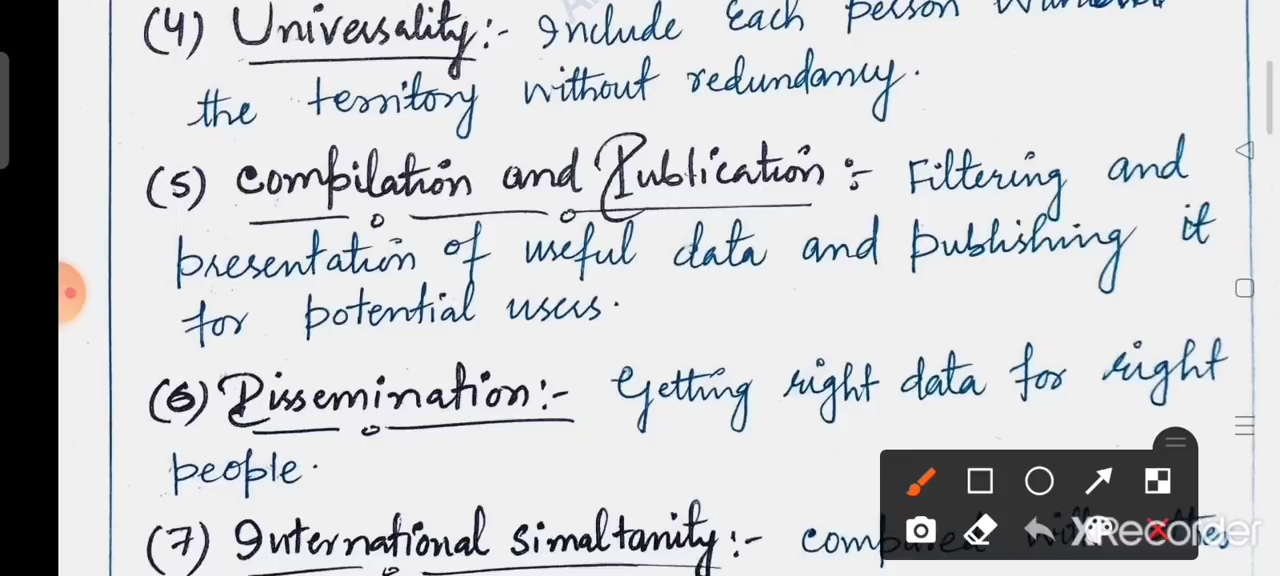 (4) Universality:- Include Each person
the territory without redundancy.
(5) Compilation and Publication :- Filtering and
presentation of useful data and publishing it
for potential users.
(6) Dissemination:- Getting right data for right
people.
(7) International simaltanity:-
XRecorder